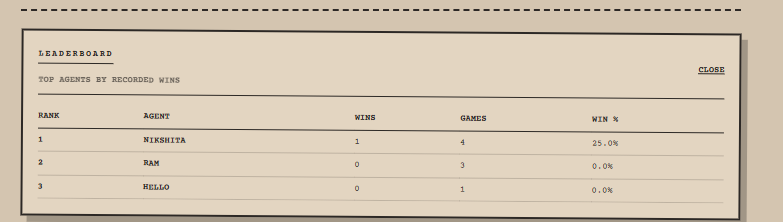 LEADERBOARD
CLOSE
TOP AGENTS BY RECORDED WINS
RANK AGENT WINS GAMES WIN %
1 NIKSHITA 1 4 25.0%
2 RAM 0 3 0.0%
3 HELLO 0 1 0.0%